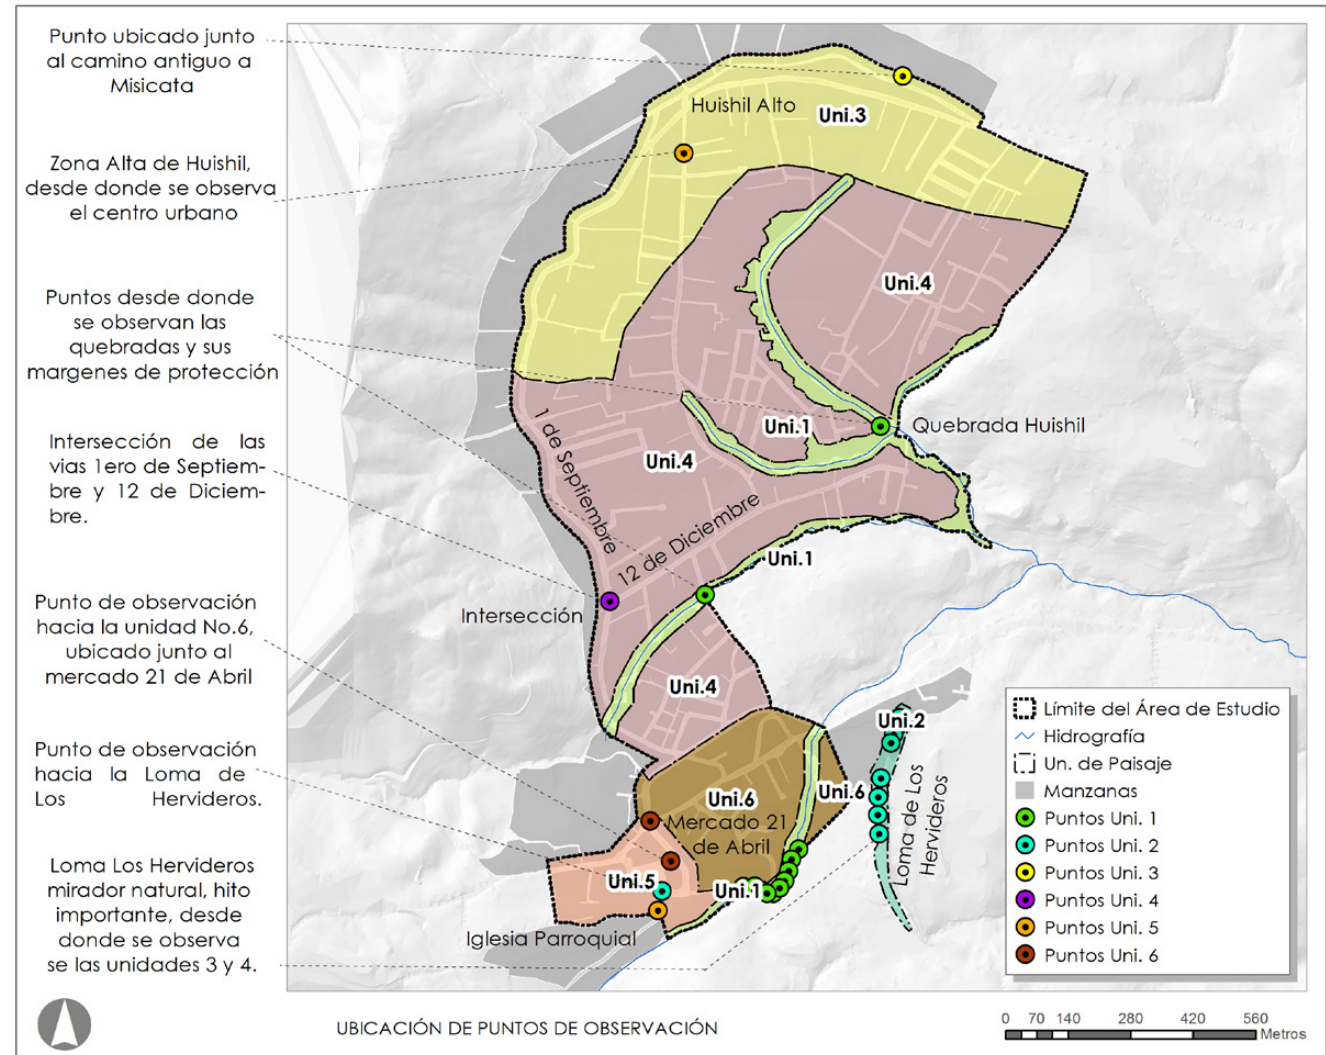 Punto ubicado junto
al camino antiguo a
Misicata
Zona Alta de Huishil,
desde donde se observa
el centro urbano
Puntos desde donde
se observan las
quebradas y sus
margenes de protección
Intersección de las
vias 1ero de Septiem-
bre y 12 de Diciem-
bre.
Punto de observación
hacia la unidad No.6,
ubicado junto al
mercado 21 de Abril
Punto de observación
hacia la Loma de
Los Hervideros.
Loma Los Hervideros
mirador natural, hito
importante, desde
donde se observa
se las unidades 3 y 4.
Huishil Alto
Uni.3
Uni.4
Uni.1
Quebrada Huishil
Uni.4
1 de Septiembre
12 de Diciembre
Uni.1
Intersección
Uni.4
Uni.2
Uni.6
Uni.6
Mercado 21
de Abril
Loma de Los
Hervideros
Uni.5
Uni.1
Iglesia Parroquial
Límite del Área de Estudio
Hidrografía
Un. de Paisaje
Manzanas
Puntos Uni. 1
Puntos Uni. 2
Puntos Uni. 3
Puntos Uni. 4
Puntos Uni. 5
Puntos Uni. 6
UBICACIÓN DE PUNTOS DE OBSERVACIÓN
0 70 140 280 420 560
Metros